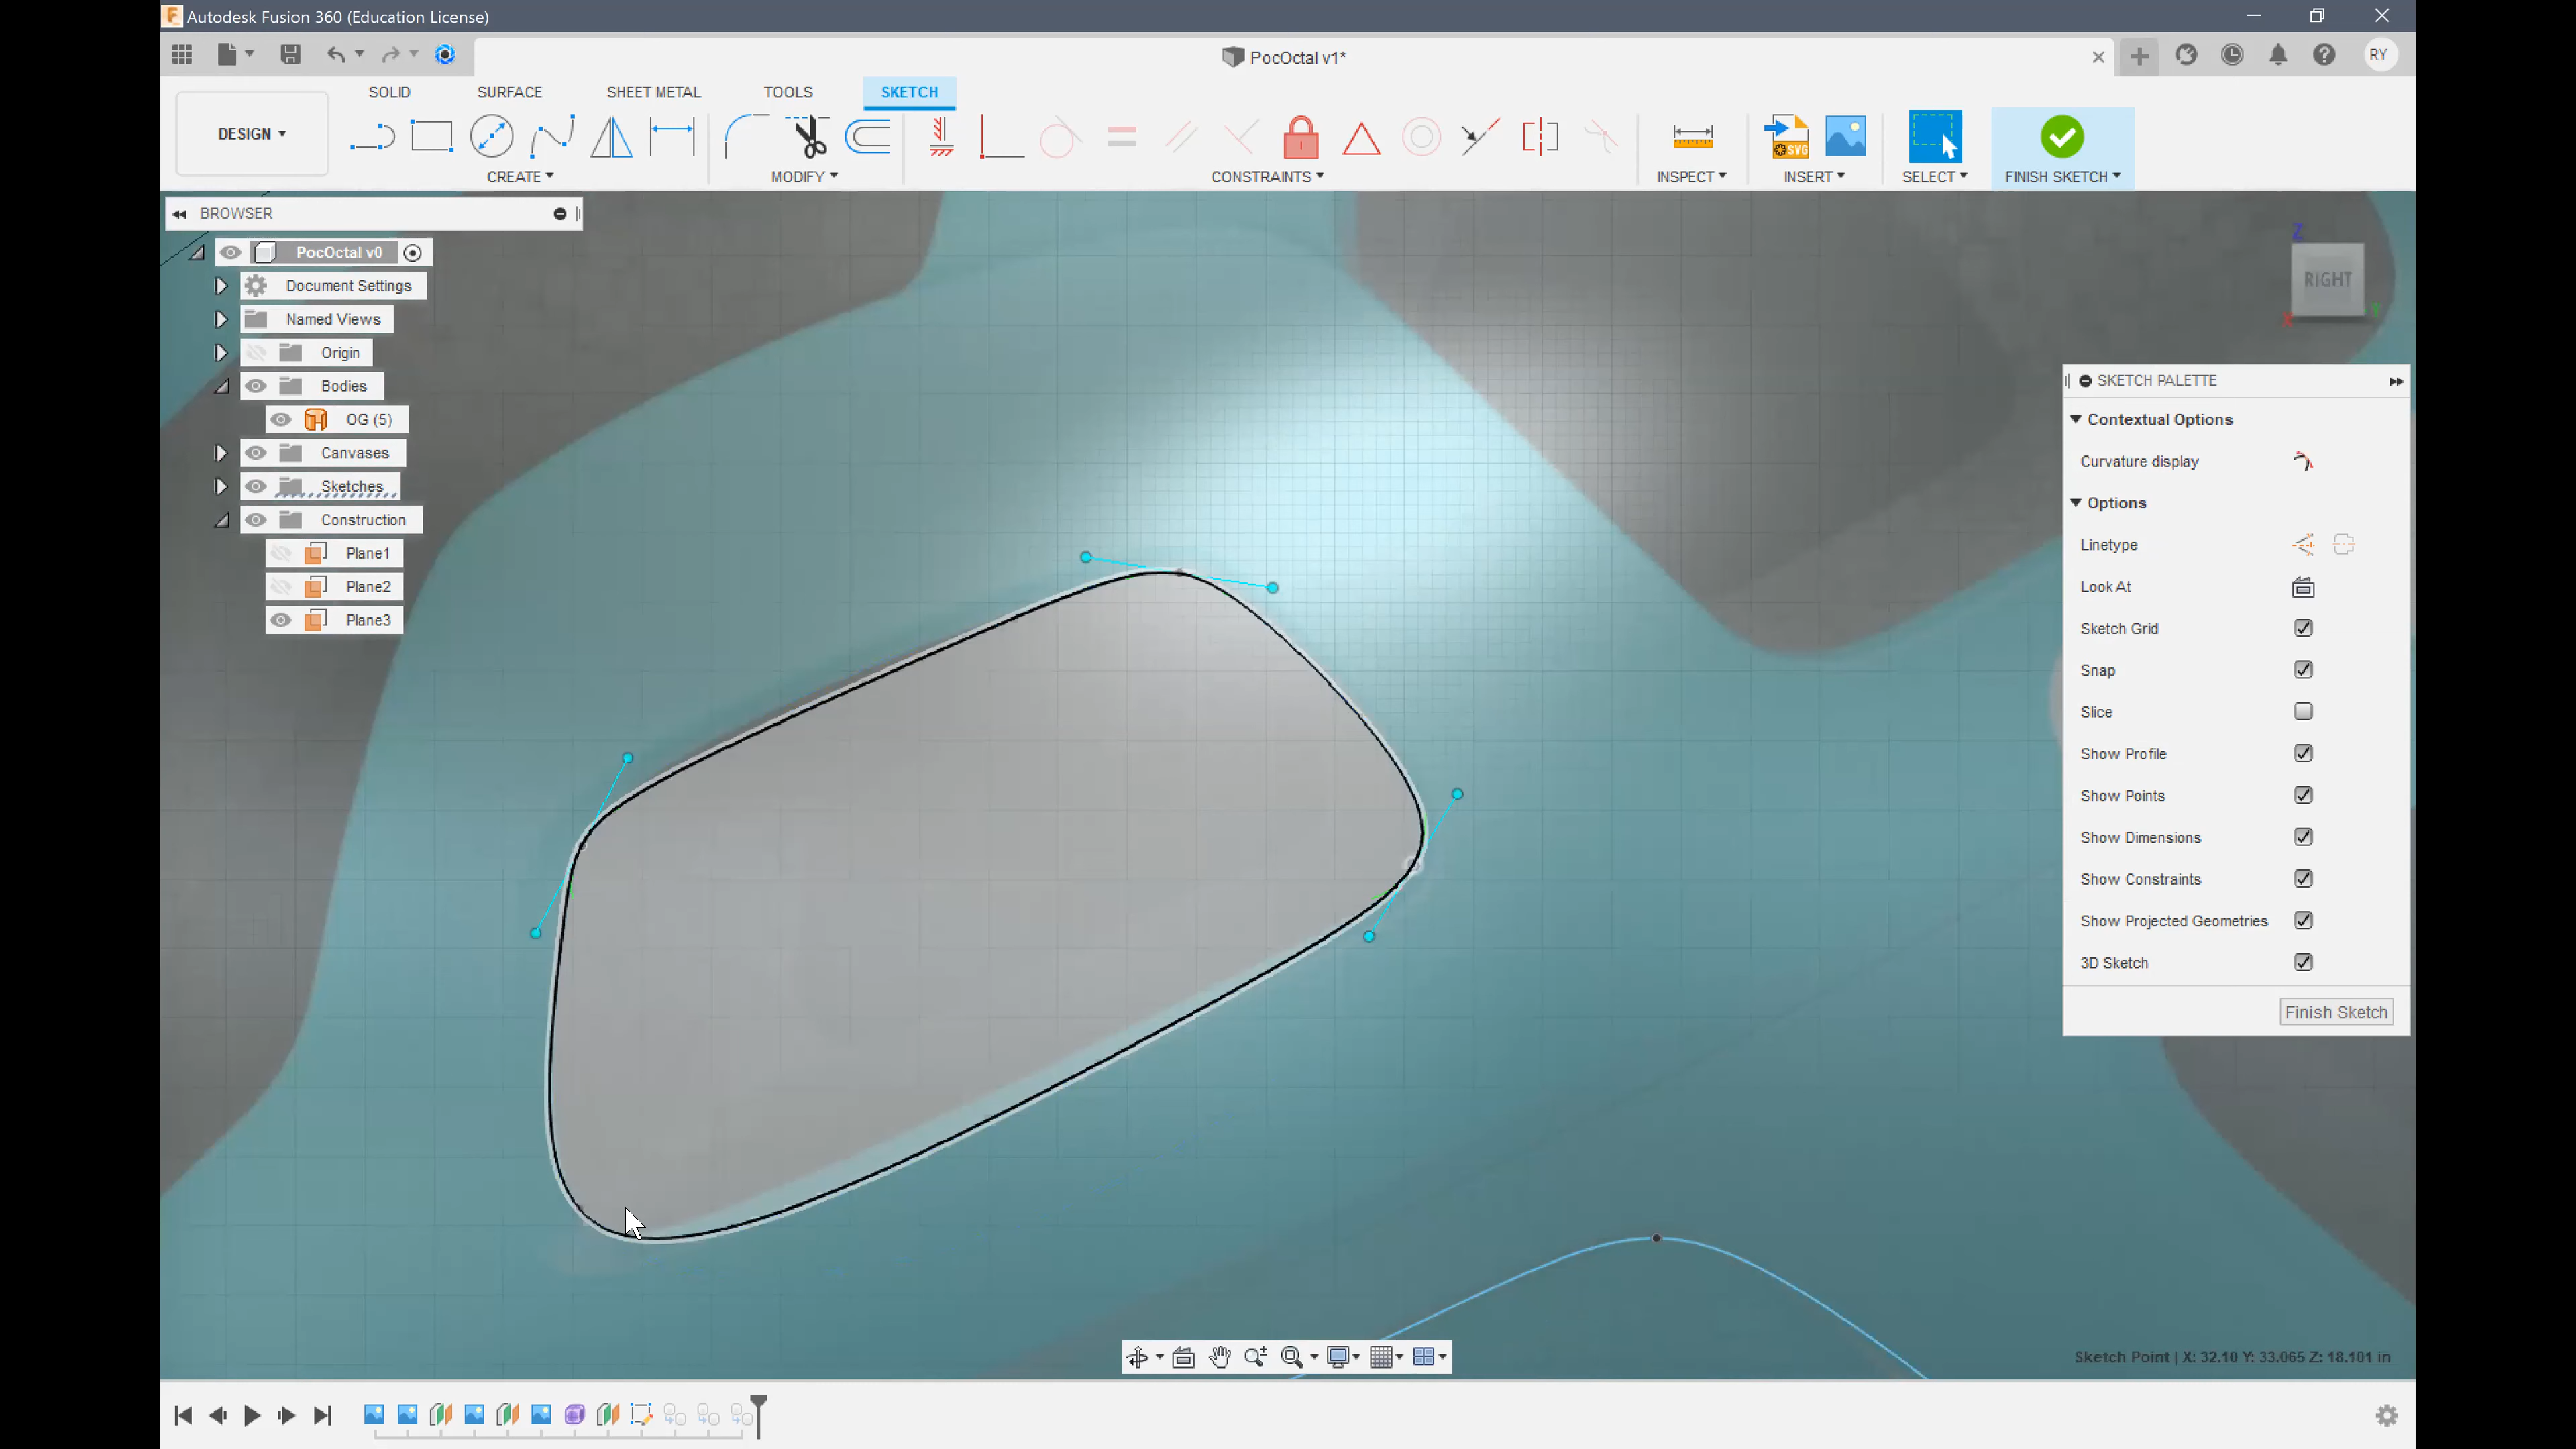 Autodesk Fusion 360 (Education License)
PocOctal v1*
RY
SOLID SURFACE SHEET METAL TOOLS SKETCH
DESIGN
SVG
CREATE MODIFY CONSTRAINTS INSPECT INSERT SELECT FINISH SKETCH
BROWSER
PocOctal v0
Document Settings
Named Views
Origin
Bodies
OG (5)
Canvases
Sketches
Construction
Plane1
Plane2
Plane3
Z
RIGHT
X
Y
SKETCH PALETTE
Contextual Options
Curvature display
Options
Linetype
Look At
Sketch Grid
Snap
Slice
Show Profile
Show Points
Show Dimensions
Show Constraints
Show Projected Geometries
3D Sketch
Finish Sketch
Sketch Point | X: 32.10 Y: 33.065 Z: 18.101 in